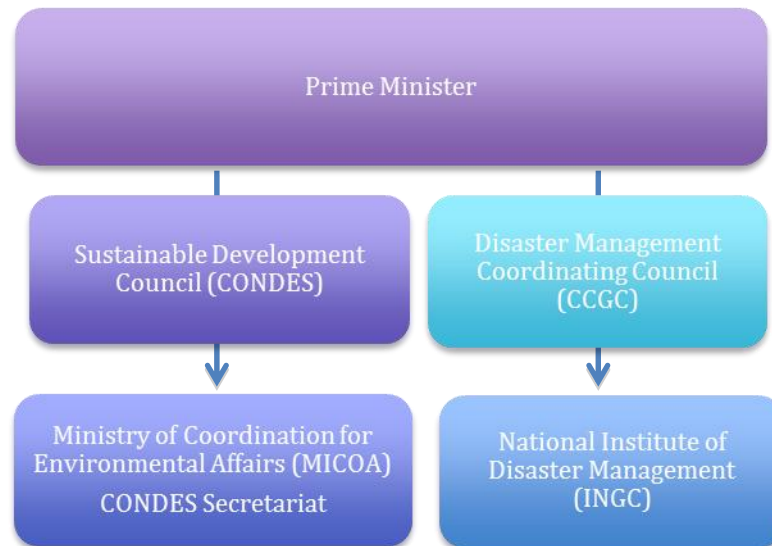 Prime Minister
Sustainable Development
Council (CONDES)
Disaster Management
Coordinating Council
(CCGC)
Ministry of Coordination for
Environmental Affairs (MICOA)
CONDES Secretariat
National Institute of
Disaster Management
(INGC)